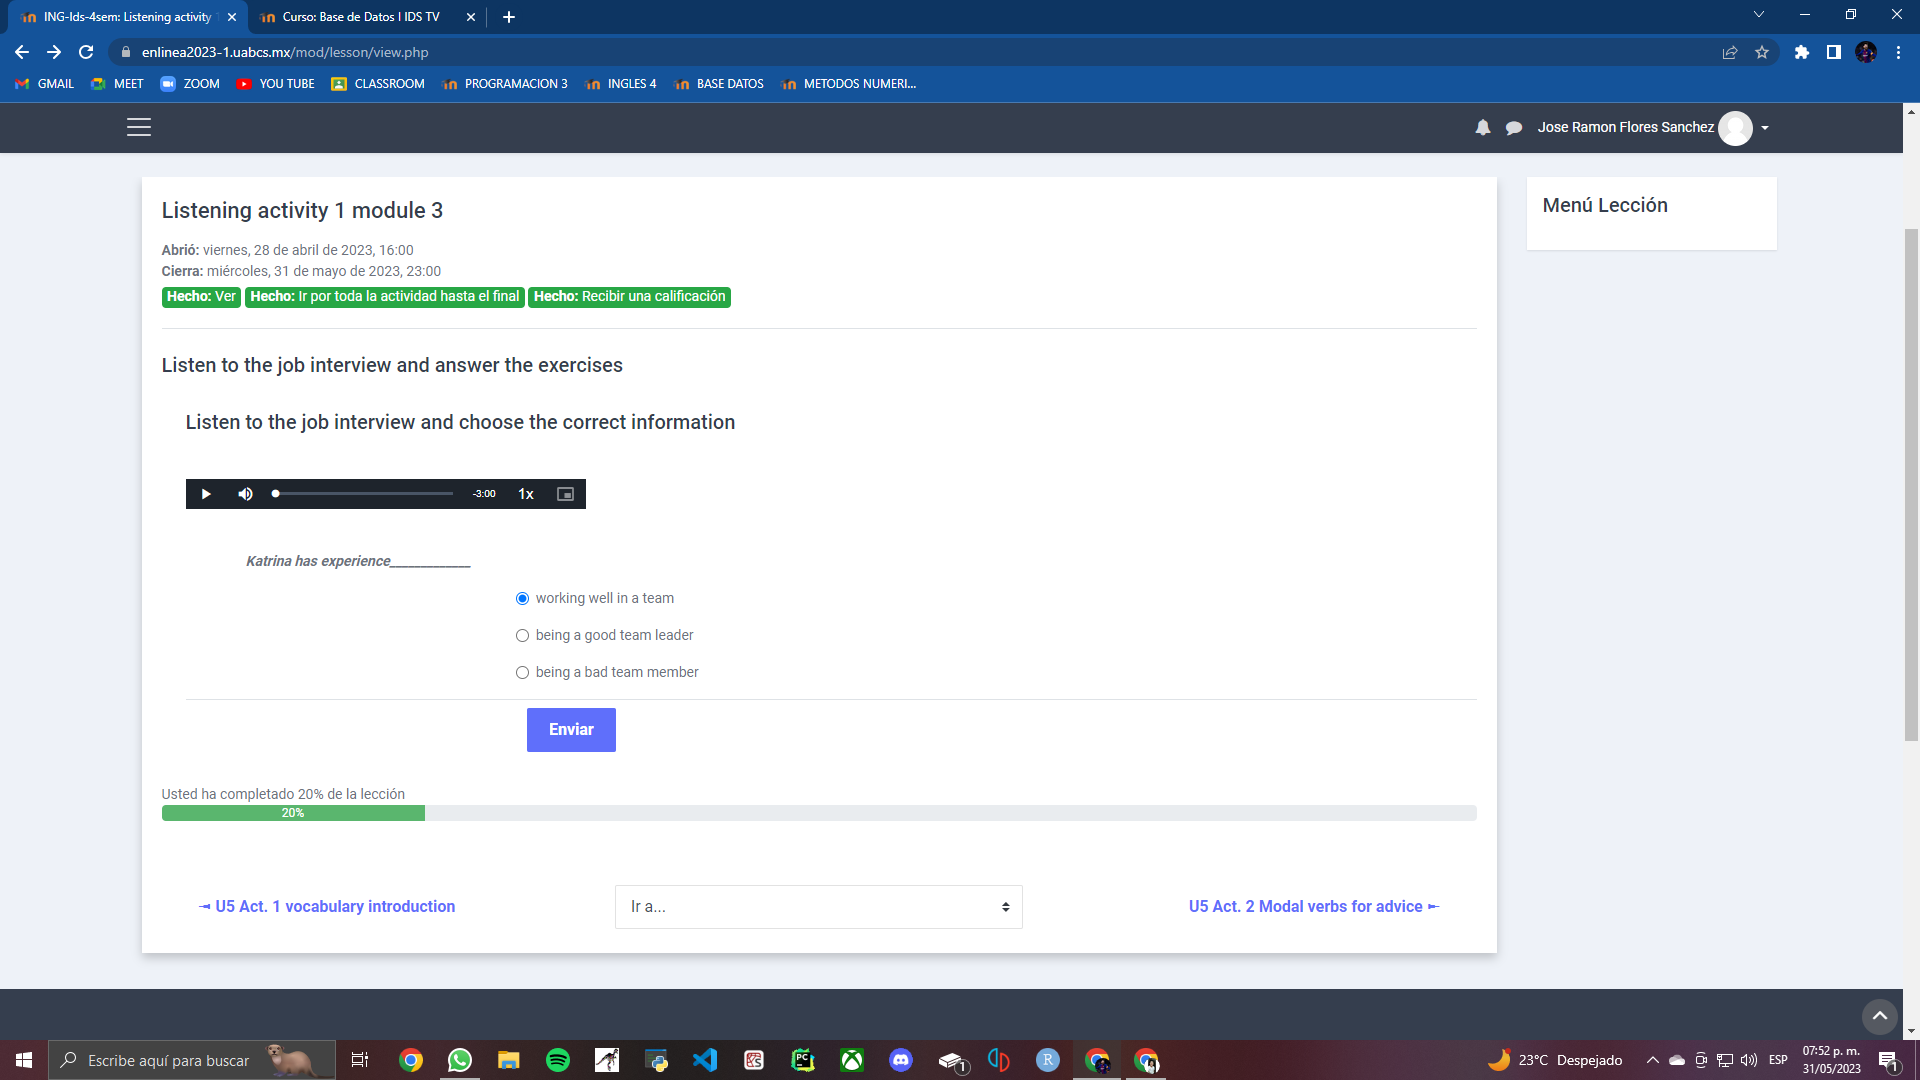 ING-Ids-4sem: Listening activity
Curso: Base de Datos I IDS TV
enlinea2023-1.uabcs.mx/mod/lesson/view.php
GMAIL
MEET
ZOOM
YOU TUBE
CLASSROOM
PROGRAMACION 3
INGLES 4
BASE DATOS
METODOS NUMERI...
Jose Ramon Flores Sanchez
Listening activity 1 module 3
Menú Lección
Abrió: viernes, 28 de abril de 2023, 16:00
Cierra: miércoles, 31 de mayo de 2023, 23:00
Hecho: Ver Hecho: Ir por toda la actividad hasta el final Hecho: Recibir una calificación
Listen to the job interview and answer the exercises
Listen to the job interview and choose the correct information
-3:00 1x
Katrina has experience____________
working well in a team
being a good team leader
being a bad team member
Enviar
Usted ha completado 20% de la lección
20%
◄ U5 Act. 1 vocabulary introduction
Ir a...
U5 Act. 2 Modal verbs for advice ►
Escribe aquí para buscar
PC
1
R
23°C Despejado
ESP
07:52 p. m.
31/05/2023
1